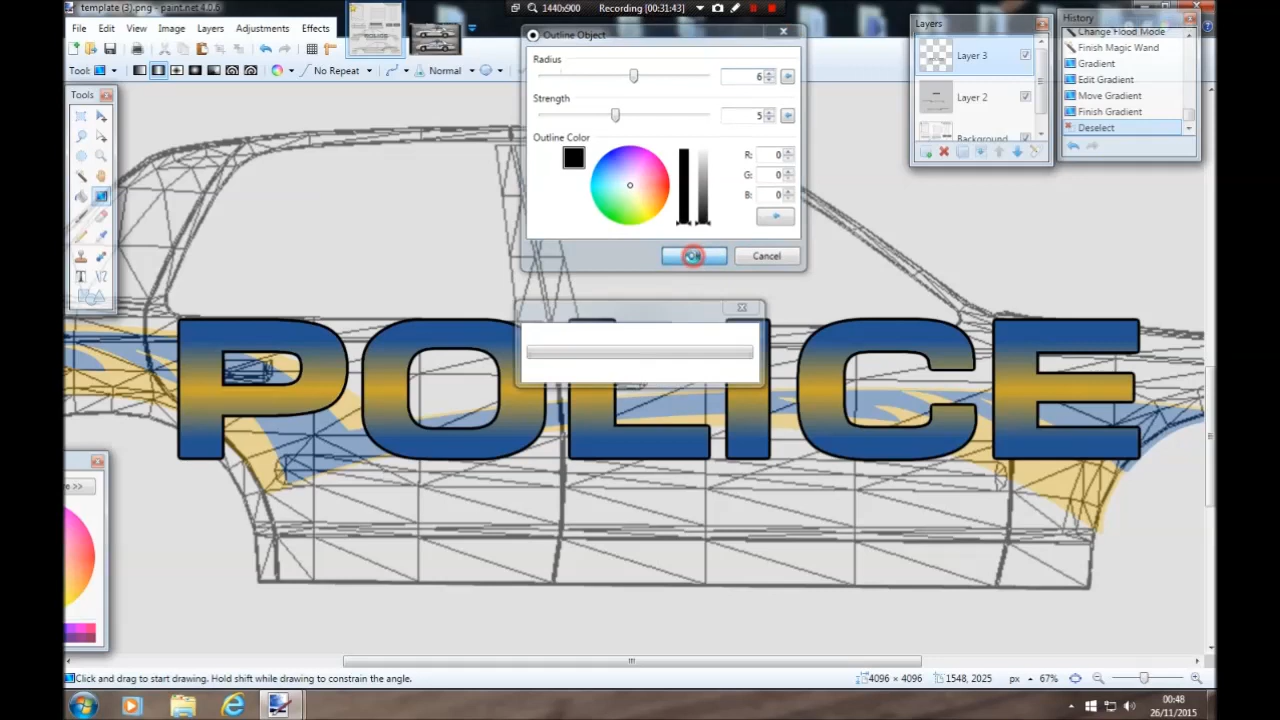 template (3).png - paint.net 4.0.6
1440x900 Recording [00:31:43]
File Edit View Image Layers Adjustments Effects
Tool: No Repeat Normal
Tools
Outline Object
Radius
6
Strength
5
Outline Color
R: 0
G: 0
B: 0
Cancel
Layers
Layer 3
Layer 2
Background
History
Change Flood Mode
Finish Magic Wand
Gradient
Edit Gradient
Move Gradient
Finish Gradient
Deselect
POLICE
>>
Click and drag to start drawing. Hold shift while drawing to constrain the angle.
4096 × 4096 1548, 2025 px 67%
00:48
26/11/2015